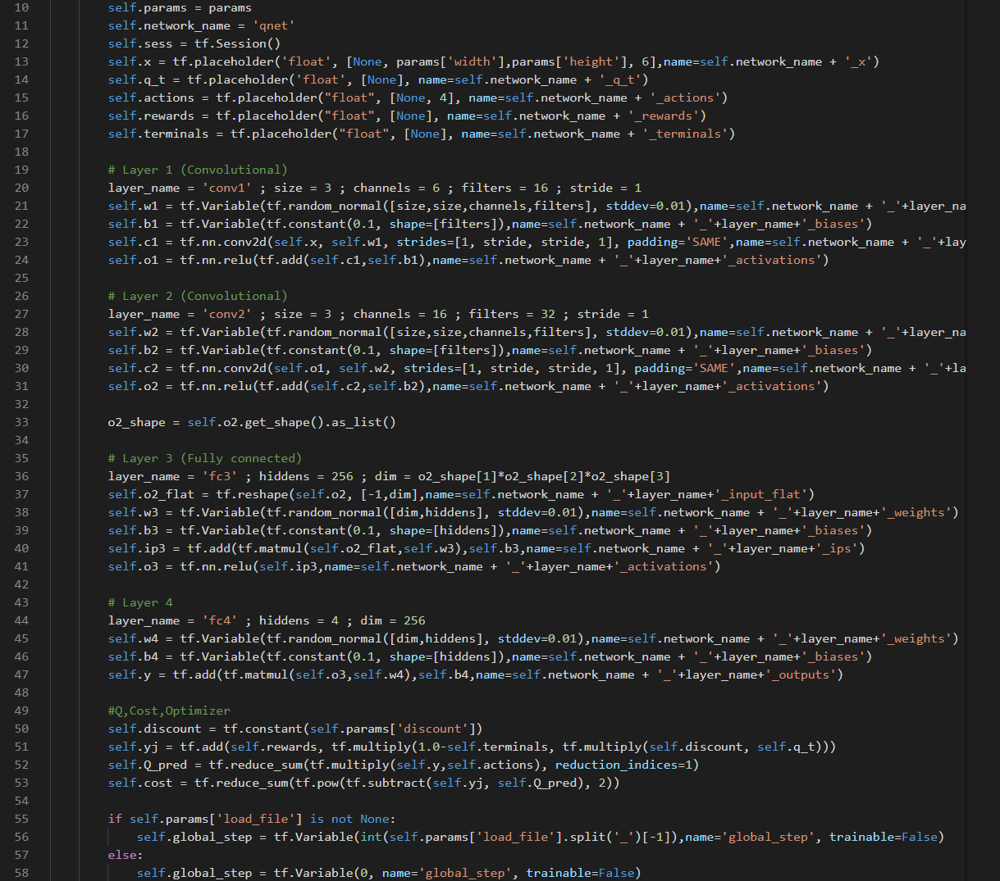 10 self.params = params
11 self.network_name = 'qnet'
12 self.sess = tf.Session()
13 self.x = tf.placeholder('float', [None, params['width'],params['height'], 6],name=self.network_name + '_x')
14 self.q_t = tf.placeholder('float', [None], name=self.network_name + '_q_t')
15 self.actions = tf.placeholder("float", [None, 4], name=self.network_name + '_actions')
16 self.rewards = tf.placeholder("float", [None], name=self.network_name + '_rewards')
17 self.terminals = tf.placeholder("float", [None], name=self.network_name + '_terminals')
18
19 # Layer 1 (Convolutional)
20 layer_name = 'conv1' ; size = 3 ; channels = 6 ; filters = 16 ; stride = 1
21 self.w1 = tf.Variable(tf.random_normal([size,size,channels,filters], stddev=0.01),name=self.network_name + '_'+layer_na
22 self.b1 = tf.Variable(tf.constant(0.1, shape=[filters]),name=self.network_name + '_'+layer_name+'_biases')
23 self.c1 = tf.nn.conv2d(self.x, self.w1, strides=[1, stride, stride, 1], padding='SAME',name=self.network_name + '_'+lay
24 self.o1 = tf.nn.relu(tf.add(self.c1,self.b1),name=self.network_name + '_'+layer_name+'_activations')
25
26 # Layer 2 (Convolutional)
27 layer_name = 'conv2' ; size = 3 ; channels = 16 ; filters = 32 ; stride = 1
28 self.w2 = tf.Variable(tf.random_normal([size,size,channels,filters], stddev=0.01),name=self.network_name + '_'+layer_na
29 self.b2 = tf.Variable(tf.constant(0.1, shape=[filters]),name=self.network_name + '_'+layer_name+'_biases')
30 self.c2 = tf.nn.conv2d(self.o1, self.w2, strides=[1, stride, stride, 1], padding='SAME',name=self.network_name + '_'+la
31 self.o2 = tf.nn.relu(tf.add(self.c2,self.b2),name=self.network_name + '_'+layer_name+'_activations')
32
33 o2_shape = self.o2.get_shape().as_list()
34
35 # Layer 3 (Fully connected)
36 layer_name = 'fc3' ; hiddens = 256 ; dim = o2_shape[1]*o2_shape[2]*o2_shape[3]
37 self.o2_flat = tf.reshape(self.o2, [-1,dim],name=self.network_name + '_'+layer_name+'_input_flat')
38 self.w3 = tf.Variable(tf.random_normal([dim,hiddens], stddev=0.01),name=self.network_name + '_'+layer_name+'_weights')
39 self.b3 = tf.Variable(tf.constant(0.1, shape=[hiddens]),name=self.network_name + '_'+layer_name+'_biases')
40 self.ip3 = tf.add(tf.matmul(self.o2_flat,self.w3),self.b3,name=self.network_name + '_'+layer_name+'_ips')
41 self.o3 = tf.nn.relu(self.ip3,name=self.network_name + '_'+layer_name+'_activations')
42
43 # Layer 4
44 layer_name = 'fc4' ; hiddens = 4 ; dim = 256
45 self.w4 = tf.Variable(tf.random_normal([dim,hiddens], stddev=0.01),name=self.network_name + '_'+layer_name+'_weights')
46 self.b4 = tf.Variable(tf.constant(0.1, shape=[hiddens]),name=self.network_name + '_'+layer_name+'_biases')
47 self.y = tf.add(tf.matmul(self.o3,self.w4),self.b4,name=self.network_name + '_'+layer_name+'_outputs')
48
49 #Q,Cost,Optimizer
50 self.discount = tf.constant(self.params['discount'])
51 self.yj = tf.add(self.rewards, tf.multiply(1.0-self.terminals, tf.multiply(self.discount, self.q_t)))
52 self.Q_pred = tf.reduce_sum(tf.multiply(self.y,self.actions), reduction_indices=1)
53 self.cost = tf.reduce_sum(tf.pow(tf.subtract(self.yj, self.Q_pred), 2))
54
55 if self.params['load_file'] is not None:
56 self.global_step = tf.Variable(int(self.params['load_file'].split('_')[-1]),name='global_step', trainable=False)
57 else:
58 self.global_step = tf.Variable(0, name='global_step', trainable=False)